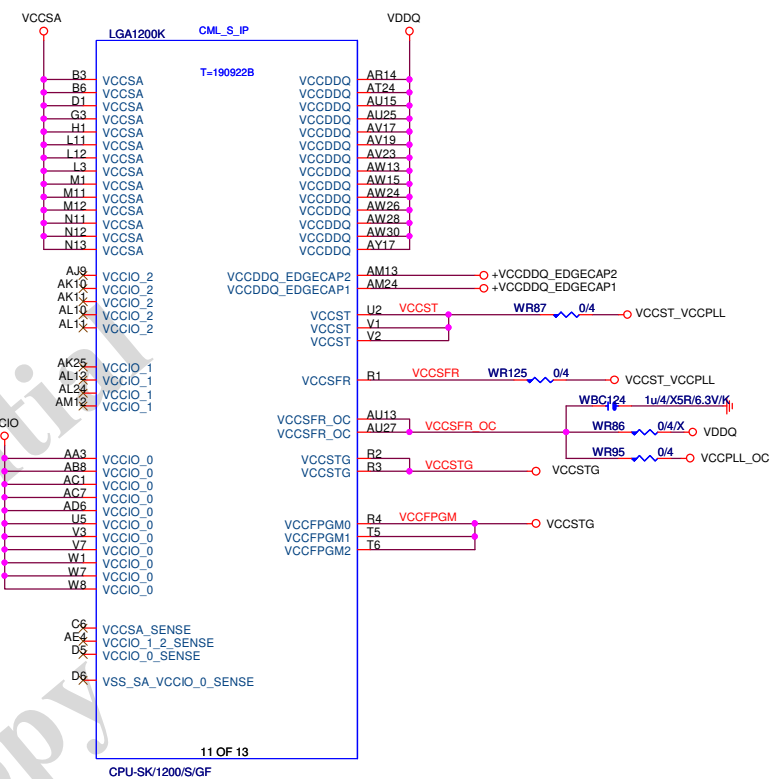 VCCSA
VDDQ
LGA1200K CML_S_IP
T=190922B
B3 VCCSA VCCDDQ AR14
B6 VCCSA VCCDDQ AT24
D1 VCCSA VCCDDQ AU15
G3 VCCSA VCCDDQ AU25
H1 VCCSA VCCDDQ AV17
L11 VCCSA VCCDDQ AV19
L12 VCCSA VCCDDQ AV23
L3 VCCSA VCCDDQ AW13
M1 VCCSA VCCDDQ AW15
M11 VCCSA VCCDDQ AW24
M12 VCCSA VCCDDQ AW26
N11 VCCSA VCCDDQ AW28
N12 VCCSA VCCDDQ AW30
N13 VCCSA VCCDDQ AY17
AJ9 VCCIO_2 VCCDDQ_EDGECAP2 AM13 +VCCDDQ_EDGECAP2
AK10 VCCIO_2 VCCDDQ_EDGECAP1 AM24 +VCCDDQ_EDGECAP1
AK11 VCCIO_2
AL10 VCCIO_2 VCCST U2 VCCST WR87 0/4 VCCST_VCCPLL
AL11 VCCIO_2 VCCST V1
VCCST V2
AK25 VCCIO_1
AL12 VCCIO_1 VCCSFR R1 VCCSFR WR125 0/4 VCCST_VCCPLL
AL24 VCCIO_1
AM12 VCCIO_1
WBC124 1u/4/X5R/6.3V/K
VCCSFR_OC AU13
VCCSFR_OC AU27 VCCSFR_OC WR86 0/4/X VDDQ
WR95 0/4 VCCPLL_OC
CIO
AA3 VCCIO_0 VCCSTG R2
AB8 VCCIO_0 VCCSTG R3 VCCSTG VCCSTG
AC1 VCCIO_0
AC7 VCCIO_0
AD6 VCCIO_0
U5 VCCIO_0 VCCFPGM0 R4 VCCFPGM VCCSTG
V3 VCCIO_0 VCCFPGM1 T5
V7 VCCIO_0 VCCFPGM2 T6
W1 VCCIO_0
W7 VCCIO_0
W8 VCCIO_0
C6 VCCSA_SENSE
AE4 VCCIO_1_2_SENSE
D5 VCCIO_0_SENSE
D6 VSS_SA_VCCIO_0_SENSE
11 OF 13
CPU-SK/1200/S/GF
ntial
opy